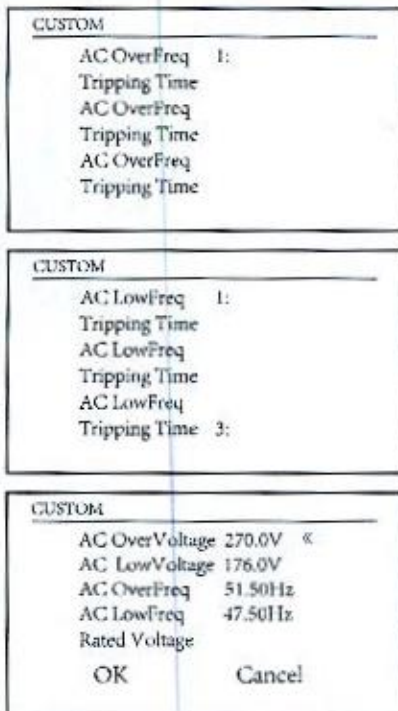 CUSTOM
AC OverFreq 1:
Tripping Time
AC OverFreq
Tripping Time
AC OverFreq
Tripping Time
CUSTOM
AC LowFreq 1:
Tripping Time
AC LowFreq
Tripping Time
AC LowFreq
Tripping Time 3:
CUSTOM
AC OverVoltage 270.0V «
AC LowVoltage 176.0V
AC OverFreq 51.50Hz
AC LowFreq 47.50Hz
Rated Voltage
OK Cancel